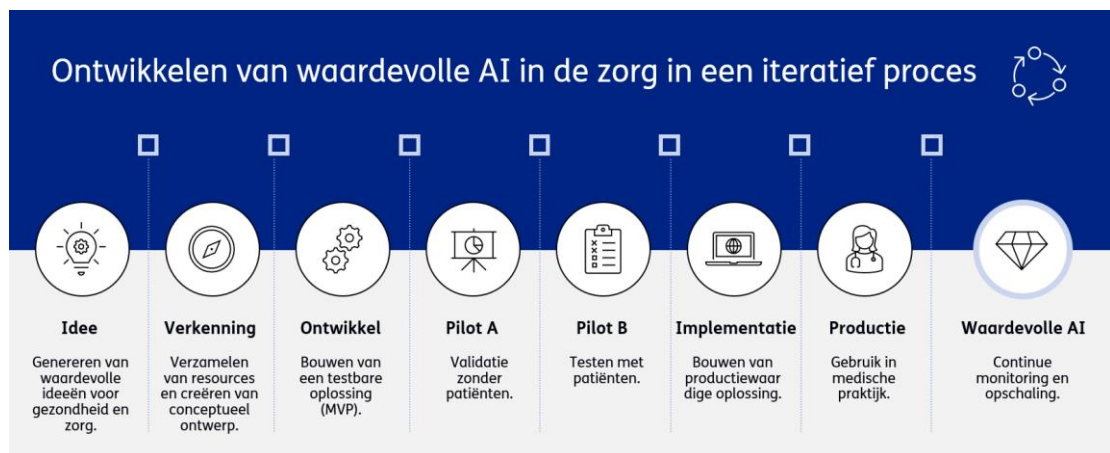 Ontwikkelen van waardevolle AI in de zorg in een iteratief proces
Idee
Genereren van
waardevolle
ideeën voor
gezondheid en
zorg.
Verkenning
Verzamelen
van resources
en creëren van
conceptueel
ontwerp.
Ontwikkel
Bouwen van
een testbare
oplossing
(MVP).
Pilot A
Validatie
zonder
patiënten.
Pilot B
Testen met
patiënten.
Implementatie
Bouwen van
productiewaar
dige oplossing.
Productie
Gebruik in
medische
praktijk.
Waardevolle AI
Continue
monitoring en
opschaling.